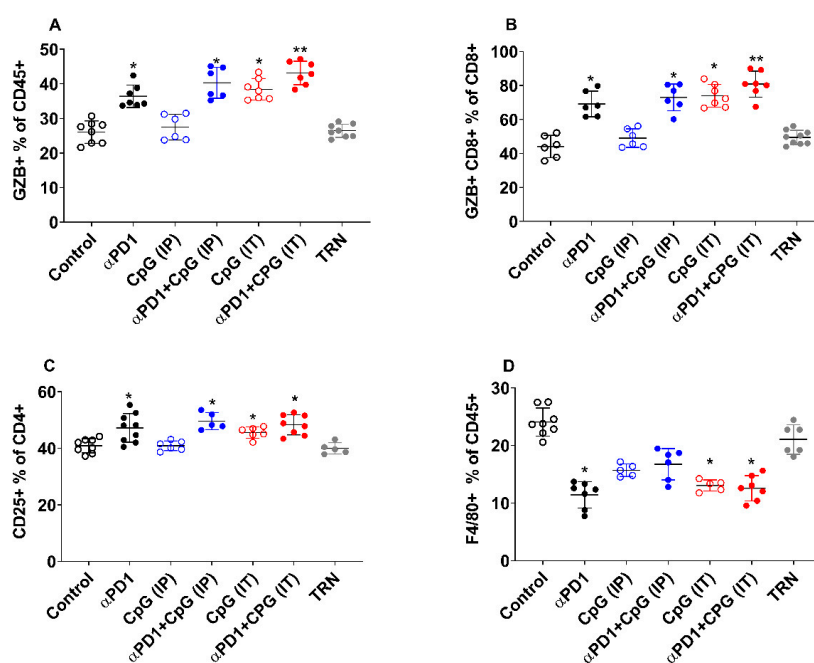 A
GZB+ % of CD45+
50
40
30
20
10
0
*
*
*
**
Control
αPD1
CpG (IP)
αPD1+CpG (IP)
CpG (IT)
αPD1+CPG (IT)
TRN
B
GZB+ CD8+ % of CD8+
100
80
60
40
20
0
*
*
*
**
Control
αPD1
CpG (IP)
αPD1+CpG (IP)
CpG (IT)
αPD1+CPG (IT)
TRN
C
CD25+ % of CD4+
60
40
20
0
*
*
*
*
Control
αPD1
CpG (IP)
αPD1+CpG (IP)
CpG (IT)
αPD1+CPG (IT)
TRN
D
F4/80+ % of CD45+
30
20
10
0
*
*
*
Control
αPD1
CpG (IP)
αPD1+CpG (IP)
CpG (IT)
αPD1+CPG (IT)
TRN